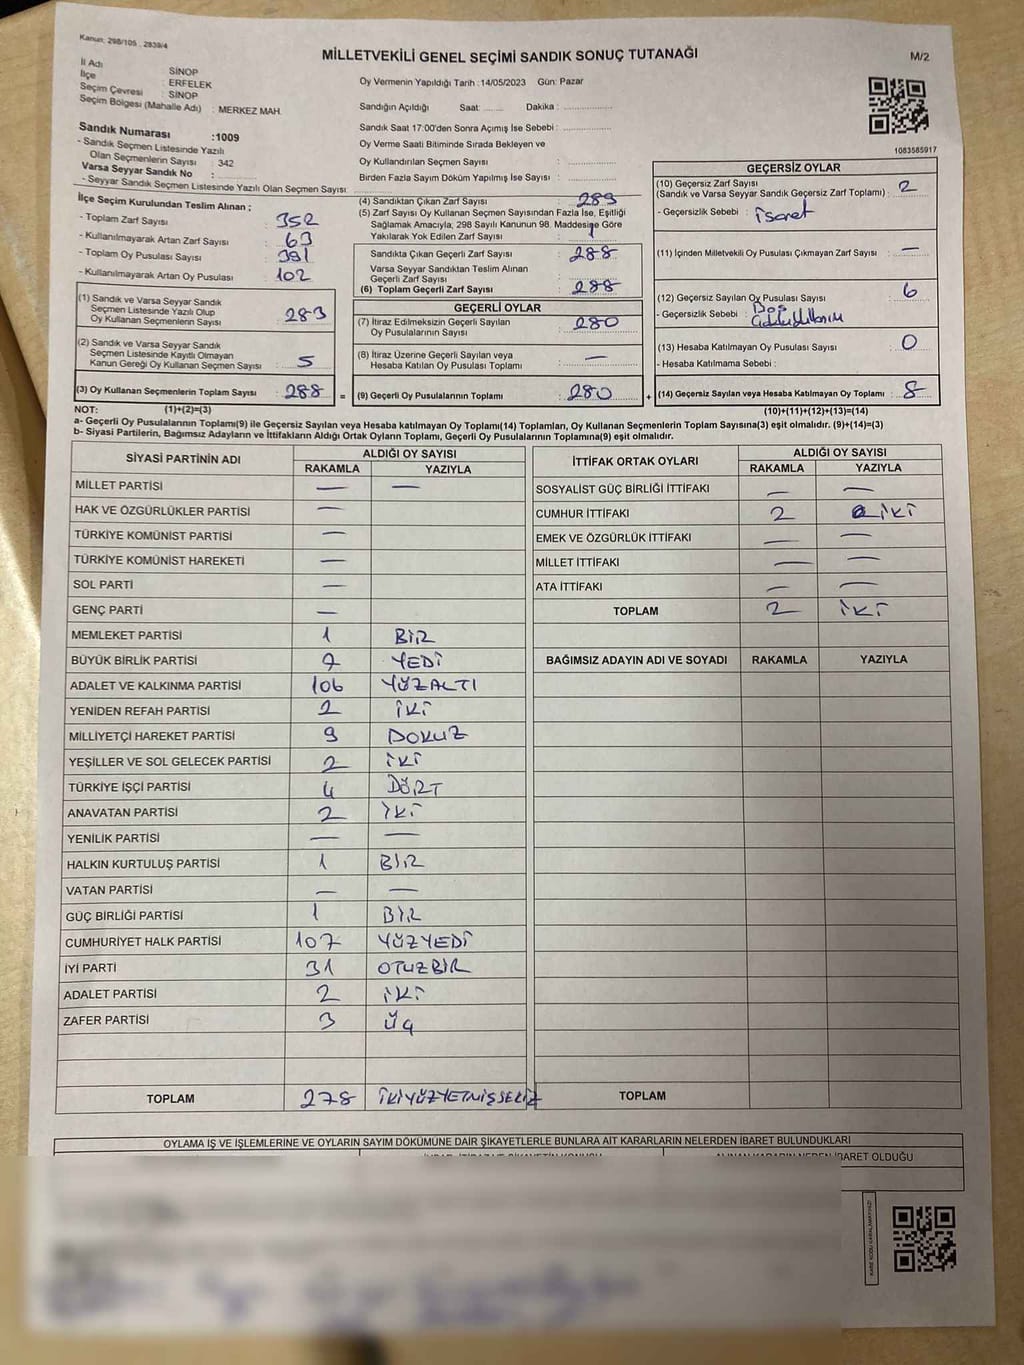 Kanun: 298/105 , 2839/4
MİLLETVEKİLİ GENEL SEÇİMİ SANDIK SONUÇ TUTANAĞI
M/2
İl Adı : SİNOP
İlçe : ERFELEK
Seçim Çevresi : SİNOP
Seçim Bölgesi (Mahalle Adı) : MERKEZ MAH.
Oy Vermenin Yapıldığı Tarih :14/05/2023 Gün: Pazar
Sandığın Açıldığı Saat: ........ Dakika : ....................
Sandık Saat 17:00'den Sonra Açımış İse Sebebi : ....................
Oy Verme Saati Bitiminde Sırada Bekleyen ve
Oy Kullandırılan Seçmen Sayısı : ....................
Birden Fazla Sayım Döküm Yapılmış İse Sayısı : ....................
1083585917
Sandık Numarası :1009
- Sandık Seçmen Listesinde Yazılı
Olan Seçmenlerin Sayısı : 342
Varsa Seyyar Sandık No : ....................
- Seyyar Sandık Seçmen Listesinde Yazılı Olan Seçmen Sayısı: ....................
İlçe Seçim Kurulundan Teslim Alınan ;
- Toplam Zarf Sayısı : 352
- Kullanılmayarak Artan Zarf Sayısı : 63
- Toplam Oy Pusulası Sayısı : 391
- Kullanılmayarak Artan Oy Pusulası : 102
(1) Sandık ve Varsa Seyyar Sandık
Seçmen Listesinde Yazılı Olup
Oy Kullanan Seçmenlerin Sayısı : 283
(2) Sandık ve Varsa Seyyar Sandık
Seçmen Listesinde Kayıtlı Olmayan
Kanun Gereği Oy Kullanan Seçmen Sayısı : 5
(3) Oy Kullanan Seçmenlerin Toplam Sayısı : 288 =
(4) Sandıktan Çıkan Zarf Sayısı : 289
(5) Zarf Sayısı Oy Kullanan Seçmen Sayısından Fazla İse, Eşitliği
Sağlamak Amacıyla, 298 Sayılı Kanunun 98. Maddesine Göre
Yakılarak Yok Edilen Zarf Sayısı : 1
Sandıkta Çıkan Geçerli Zarf Sayısı : 288
Varsa Seyyar Sandıktan Teslim Alınan
Geçerli Zarf Sayısı :
(6) Toplam Geçerli Zarf Sayısı : 288
GEÇERLİ OYLAR
(7) İtiraz Edilmeksizin Geçerli Sayılan : 280
Oy Pusulalarının Sayısı
(8) İtiraz Üzerine Geçerli Sayılan veya : —
Hesaba Katılan Oy Pusulası Toplamı
(9) Geçerli Oy Pusulalarının Toplamı : 280 +
GEÇERSİZ OYLAR
(10) Geçersiz Zarf Sayısı
(Sandık ve Varsa Seyyar Sandık Geçersiz Zarf Toplamı) : 2
- Geçersizlik Sebebi : işaret
(11) İçinden Milletvekili Oy Pusulası Çıkmayan Zarf Sayısı : —
(12) Geçersiz Sayılan Oy Pusulası Sayısı : 6
- Geçersizlik Sebebi : Boş
(13) Hesaba Katılmayan Oy Pusulası Sayısı : 0
- Hesaba Katılmama Sebebi :
(14) Geçersiz Sayılan veya Hesaba Katılmayan Oy Toplamı : 8
NOT: (1)+(2)=(3)
(10)+(11)+(12)+(13)=(14)
a- Geçerli Oy Pusulalarının Toplamı(9) ile Geçersiz Sayılan veya Hesaba katılmayan Oy Toplamı(14) Toplamları, Oy Kullanan Seçmenlerin Toplam Sayısına(3) eşit olmalıdır. (9)+(14)=(3)
b- Siyasi Partilerin, Bağımsız Adayların ve İttifakların Aldığı Ortak Oyların Toplamı, Geçerli Oy Pusulalarının Toplamına(9) eşit olmalıdır.
SİYASİ PARTİNİN ADI ALDIĞI OY SAYISI
RAKAMLA YAZIYLA
MİLLET PARTİSİ — —
HAK VE ÖZGÜRLÜKLER PARTİSİ —
TÜRKİYE KOMÜNİST PARTİSİ —
TÜRKİYE KOMÜNİST HAREKETİ —
SOL PARTİ —
GENÇ PARTİ —
MEMLEKET PARTİSİ 1 BİR
BÜYÜK BİRLİK PARTİSİ 7 YEDİ
ADALET VE KALKINMA PARTİSİ 106 YÜZALTI
YENİDEN REFAH PARTİSİ 2 İKİ
MİLLİYETÇİ HAREKET PARTİSİ 9 DOKUZ
YEŞİLLER VE SOL GELECEK PARTİSİ 2 İKİ
TÜRKİYE İŞÇİ PARTİSİ 4 DÖRT
ANAVATAN PARTİSİ 2 İKİ
YENİLİK PARTİSİ — —
HALKIN KURTULUŞ PARTİSİ 1 BİR
VATAN PARTİSİ — —
GÜÇ BİRLİĞİ PARTİSİ 1 BİR
CUMHURİYET HALK PARTİSİ 107 YÜZYEDİ
İYİ PARTİ 31 OTUZBİR
ADALET PARTİSİ 2 İKİ
ZAFER PARTİSİ 3 ÜÇ
TOPLAM 278 İKİYÜZYETMİŞSEKİZ
İTTİFAK ORTAK OYLARI ALDIĞI OY SAYISI
RAKAMLA YAZIYLA
SOSYALİST GÜÇ BİRLİĞİ İTTİFAKI — —
CUMHUR İTTİFAKI 2 İKİ
EMEK VE ÖZGÜRLÜK İTTİFAKI — —
MİLLET İTTİFAKI — —
ATA İTTİFAKI — —
TOPLAM 2 İKİ
BAĞIMSIZ ADAYIN ADI VE SOYADI RAKAMLA YAZIYLA
TOPLAM
OYLAMA İŞ VE İŞLEMLERİNE VE OYLARIN SAYIM DÖKÜMÜNE DAİR ŞİKAYETLERLE BUNLARA AİT KARARLARIN NELERDEN İBARET BULUNDUKLARI
ALINAN KARARIN NEDEN İBARET OLDUĞU